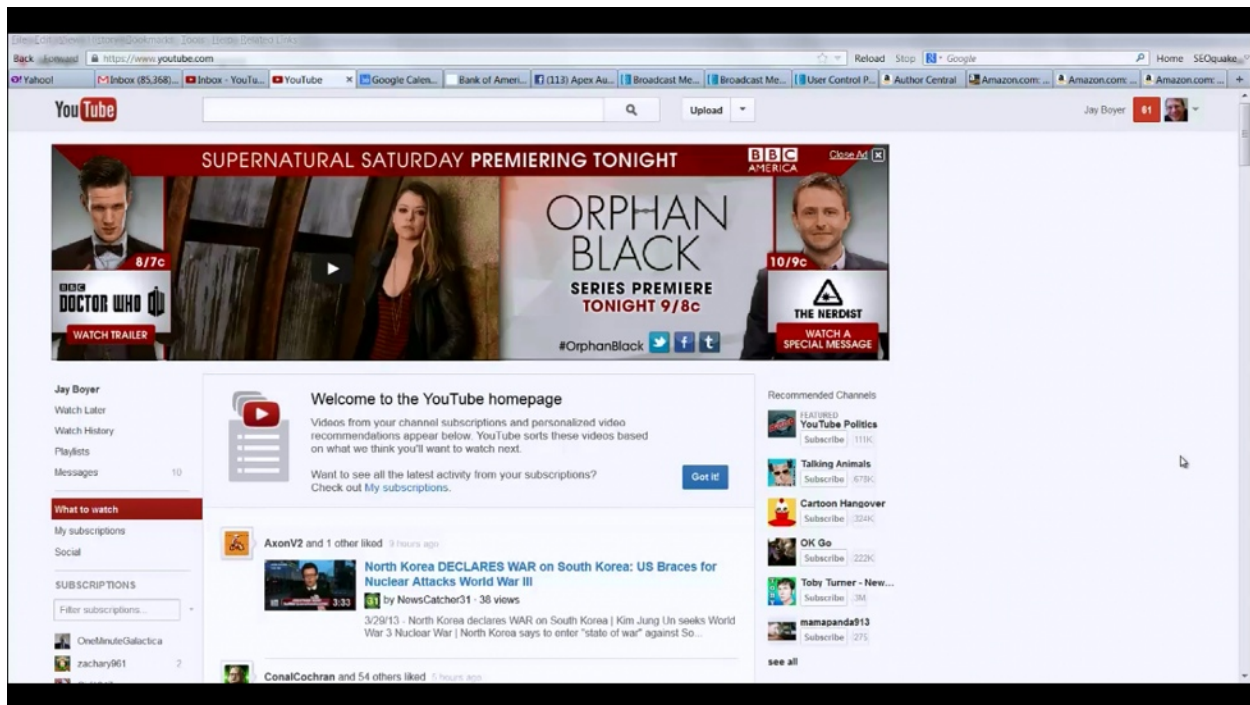 Back Forward https://www.youtube.com Reload Stop Google Home SEOquake
Yahoo! Inbox (85,368)... Inbox - YouTu... YouTube × Google Calen... Bank of Ameri... (113) Apex Au... Broadcast Me... Broadcast Me... User Control P... Author Central Amazon.com: ... Amazon.com: ... Amazon.com: ... +
YouTube Upload Jay Boyer 61
SUPERNATURAL SATURDAY PREMIERING TONIGHT
BBC AMERICA
Close Ad X
8/7c
BBC
DOCTOR WHO
WATCH TRAILER
ORPHAN
BLACK
SERIES PREMIERE
TONIGHT 9/8c
#OrphanBlack
10/9c
THE NERDIST
WATCH A
SPECIAL MESSAGE
Jay Boyer
Watch Later
Watch History
Playlists
Messages 10
What to watch
My subscriptions
Social
SUBSCRIPTIONS
Filter subscriptions...
OneMinuteGalactica
zachary961 2
Welcome to the YouTube homepage
Videos from your channel subscriptions and personalized video
recommendations appear below. YouTube sorts these videos based
on what we think you'll want to watch next.
Want to see all the latest activity from your subscriptions?
Check out My subscriptions.
Got it!
AxonV2 and 1 other liked 9 hours ago
North Korea DECLARES WAR on South Korea: US Braces for
Nuclear Attacks World War III
3:33
31 by NewsCatcher31 · 38 views
3/29/13 - North Korea declares WAR on South Korea | Kim Jung Un seeks World
War 3 Nuclear War | North Korea says to enter "state of war" against So...
ConalCochran and 54 others liked 5 hours ago
Recommended Channels
FEATURED
YouTube Politics
Subscribe 111K
Talking Animals
Subscribe 678K
Cartoon Hangover
Subscribe 324K
OK Go
Subscribe 222K
Toby Turner - New...
Subscribe 3M
mamapanda913
Subscribe 275
see all